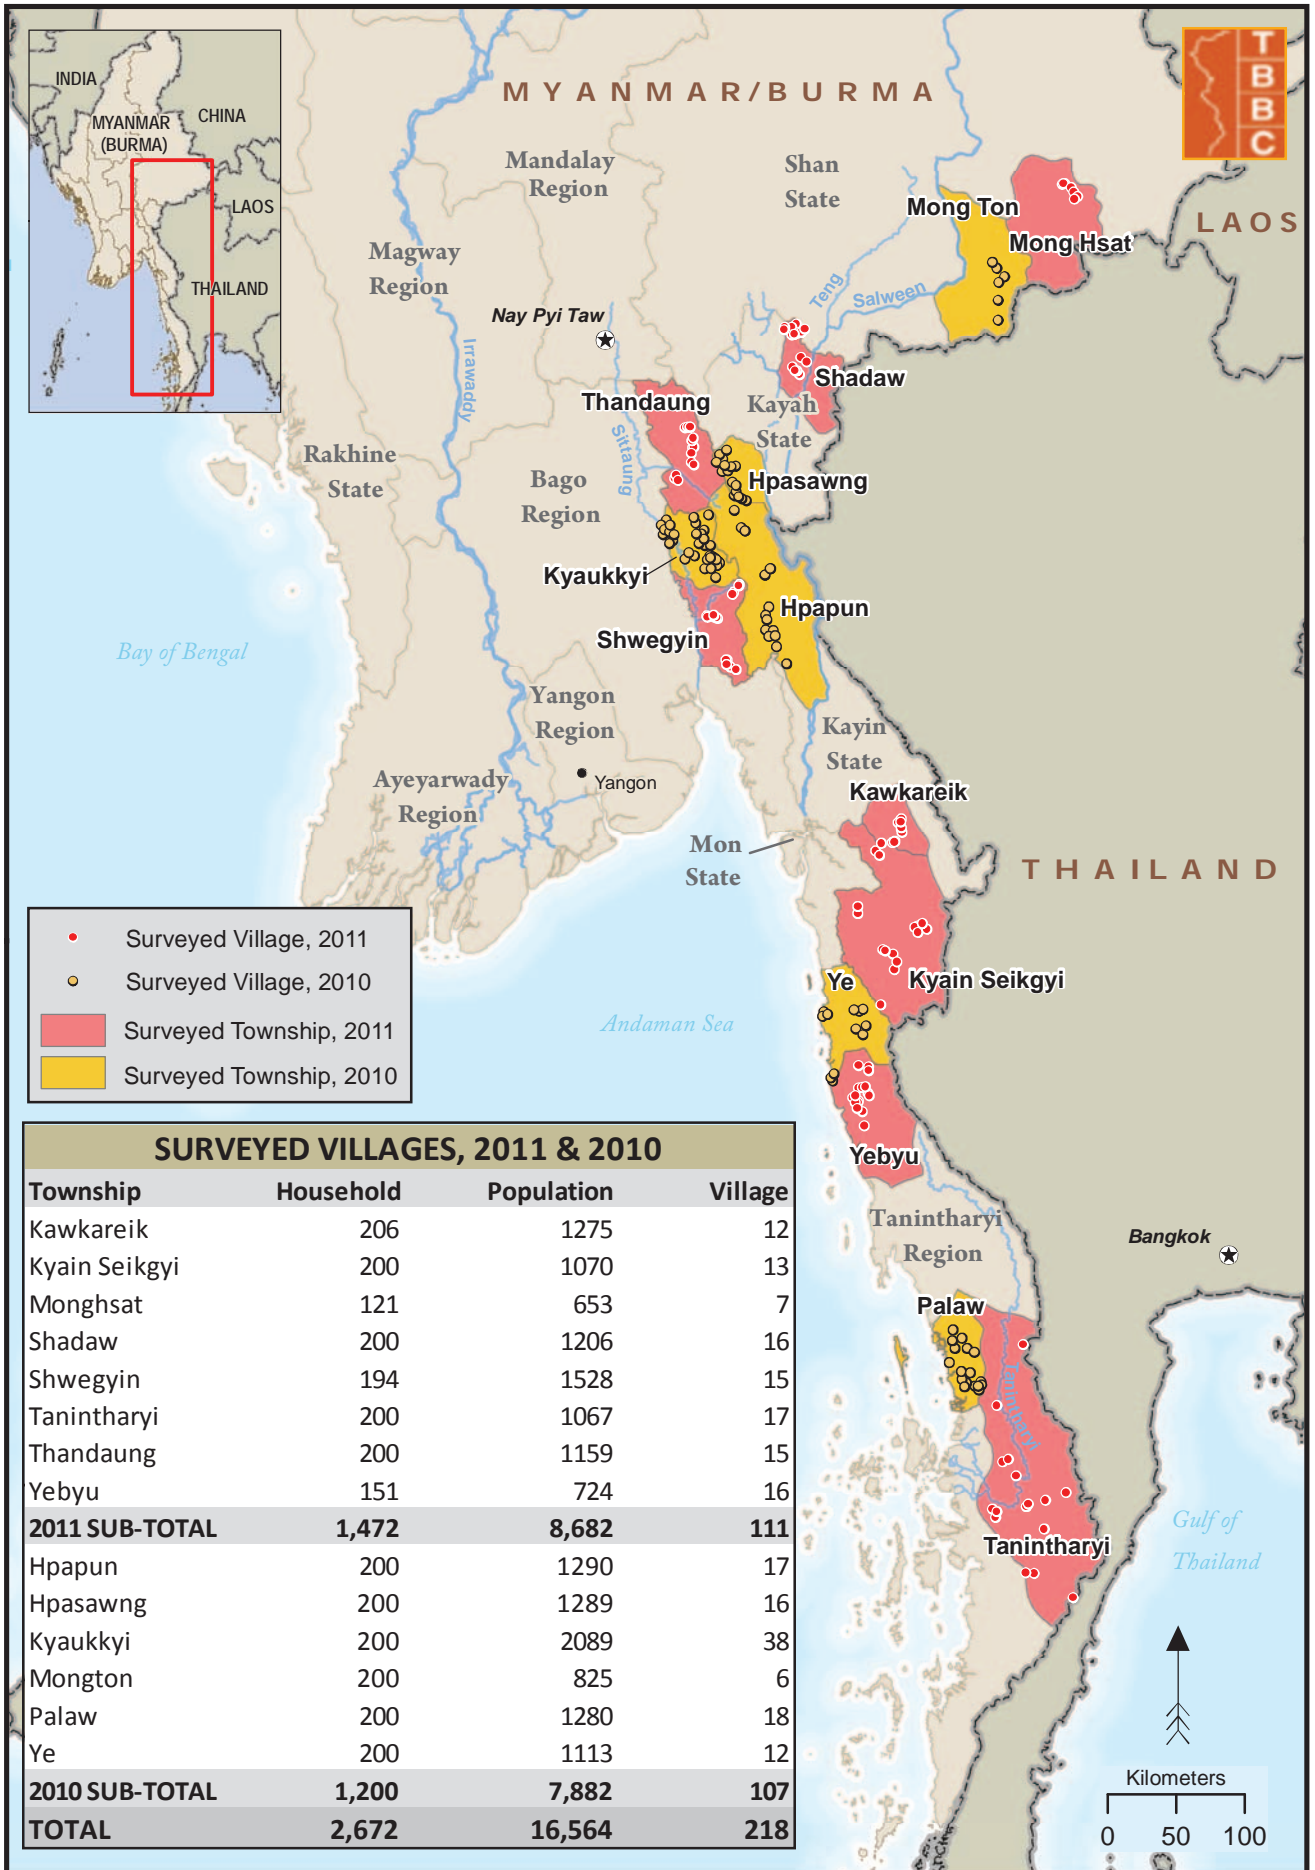 INDIA
CHINA
MYANMAR
(BURMA)
LAOS
THAILAND
MYANMAR/BURMA
T
B
B
C
Mandalay
Region
Shan
State
Mong Ton
Mong Hsat
LAOS
Magway
Region
Teng
Salween
Nay Pyi Taw
Irrawaddy
Shadaw
Thandaung
Kayah
State
Sittaung
Rakhine
State
Bago
Region
Hpasawng
Kyaukkyi
Hpapun
Shwegyin
Bay of Bengal
Yangon
Region
Kayin
State
Yangon
Ayeyarwady
Region
Kawkareik
Mon
State
THAILAND
Surveyed Village, 2011
Surveyed Village, 2010
Surveyed Township, 2011
Surveyed Township, 2010
Kyain Seikgyi
Ye
Andaman Sea
Yebyu
Tanintharyi
Region
Bangkok
Palaw
Tanintharyi
Tanintharyi
Gulf of
Thailand
SURVEYED VILLAGES, 2011 & 2010
Township Household Population Village
Kawkareik 206 1275 12
Kyain Seikgyi 200 1070 13
Monghsat 121 653 7
Shadaw 200 1206 16
Shwegyin 194 1528 15
Tanintharyi 200 1067 17
Thandaung 200 1159 15
Yebyu 151 724 16
2011 SUB-TOTAL 1,472 8,682 111
Hpapun 200 1290 17
Hpasawng 200 1289 16
Kyaukkyi 200 2089 38
Mongton 200 825 6
Palaw 200 1280 18
Ye 200 1113 12
2010 SUB-TOTAL 1,200 7,882 107
TOTAL 2,672 16,564 218
Kilometers
0 50 100